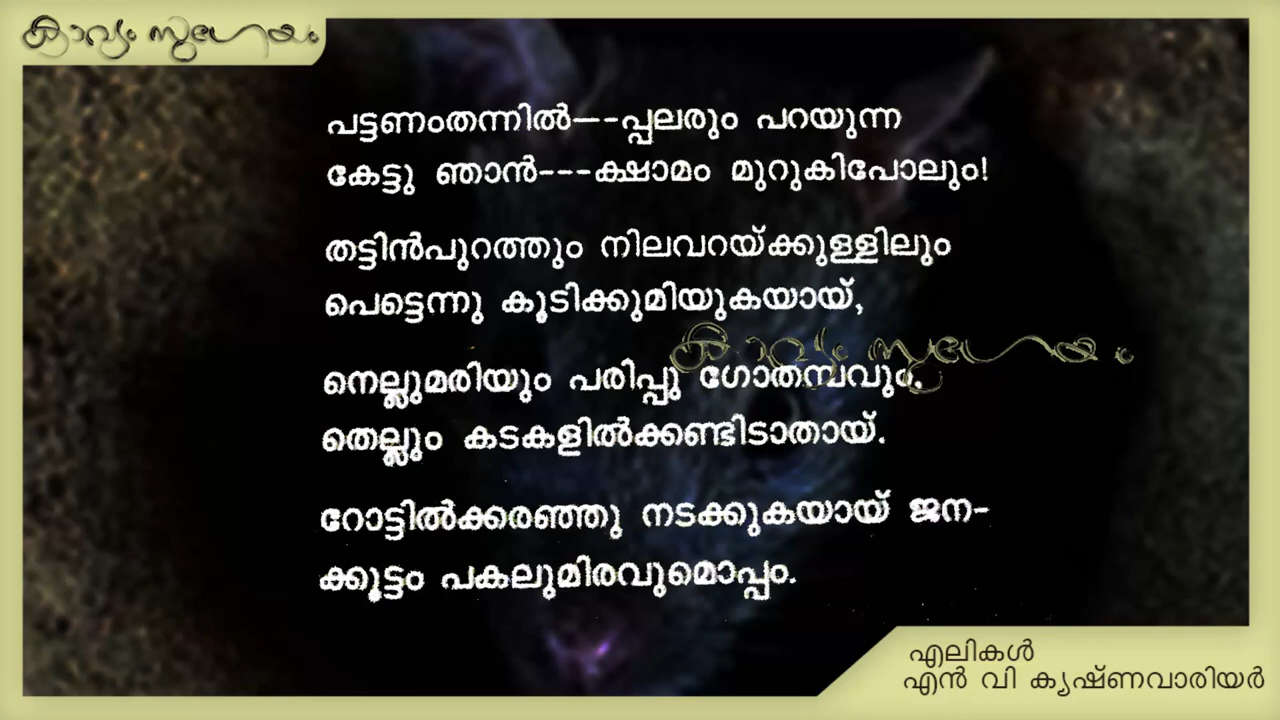 കാവ്യം സുഗേയം
പട്ടണംതന്നിൽ---പ്പലരും പറയുന്ന
കേട്ടു ഞാൻ---ക്ഷാമം മുറുകിപോലും!
തട്ടിൻപുറത്തും നിലവറയ്ക്കുള്ളിലും
പെട്ടെന്നു കൂടിക്കുമിയുകയായ്,
കാവ്യം സുഗേയം
നെല്ലുമരിയും പരിപ്പു ഗോതമ്പവും,
തെല്ലും കടകളിൽക്കണ്ടിടാതായ്.
റോട്ടിൽക്കരഞ്ഞു നടക്കുകയായ് ജന-
ക്കൂട്ടം പകലുമിരവുമൊപ്പം.
എലികൾ
എൻ വി കൃഷ്ണവാരിയർ